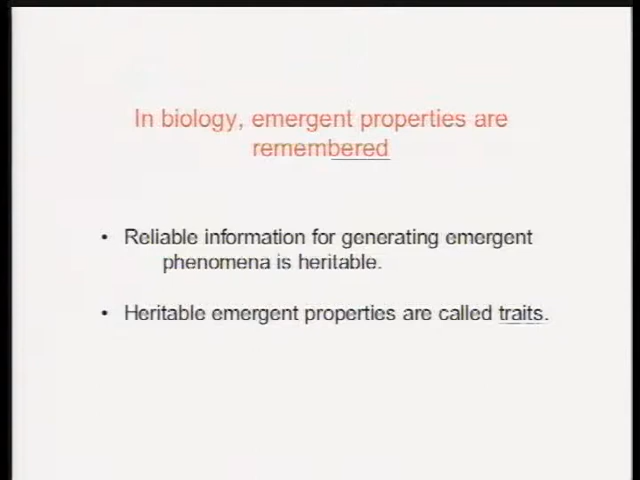 In biology, emergent properties are
remembered
• Reliable information for generating emergent
phenomena is heritable.
• Heritable emergent properties are called traits.